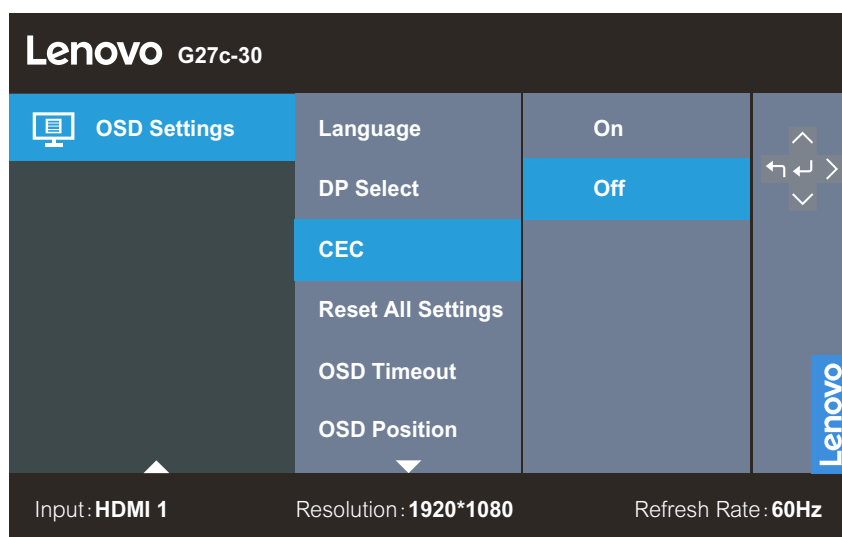 Lenovo G27c-30
OSD Settings
Language
DP Select
CEC
Reset All Settings
OSD Timeout
OSD Position
On
Off
Lenovo
Input:HDMI 1
Resolution:1920*1080
Refresh Rate:60Hz